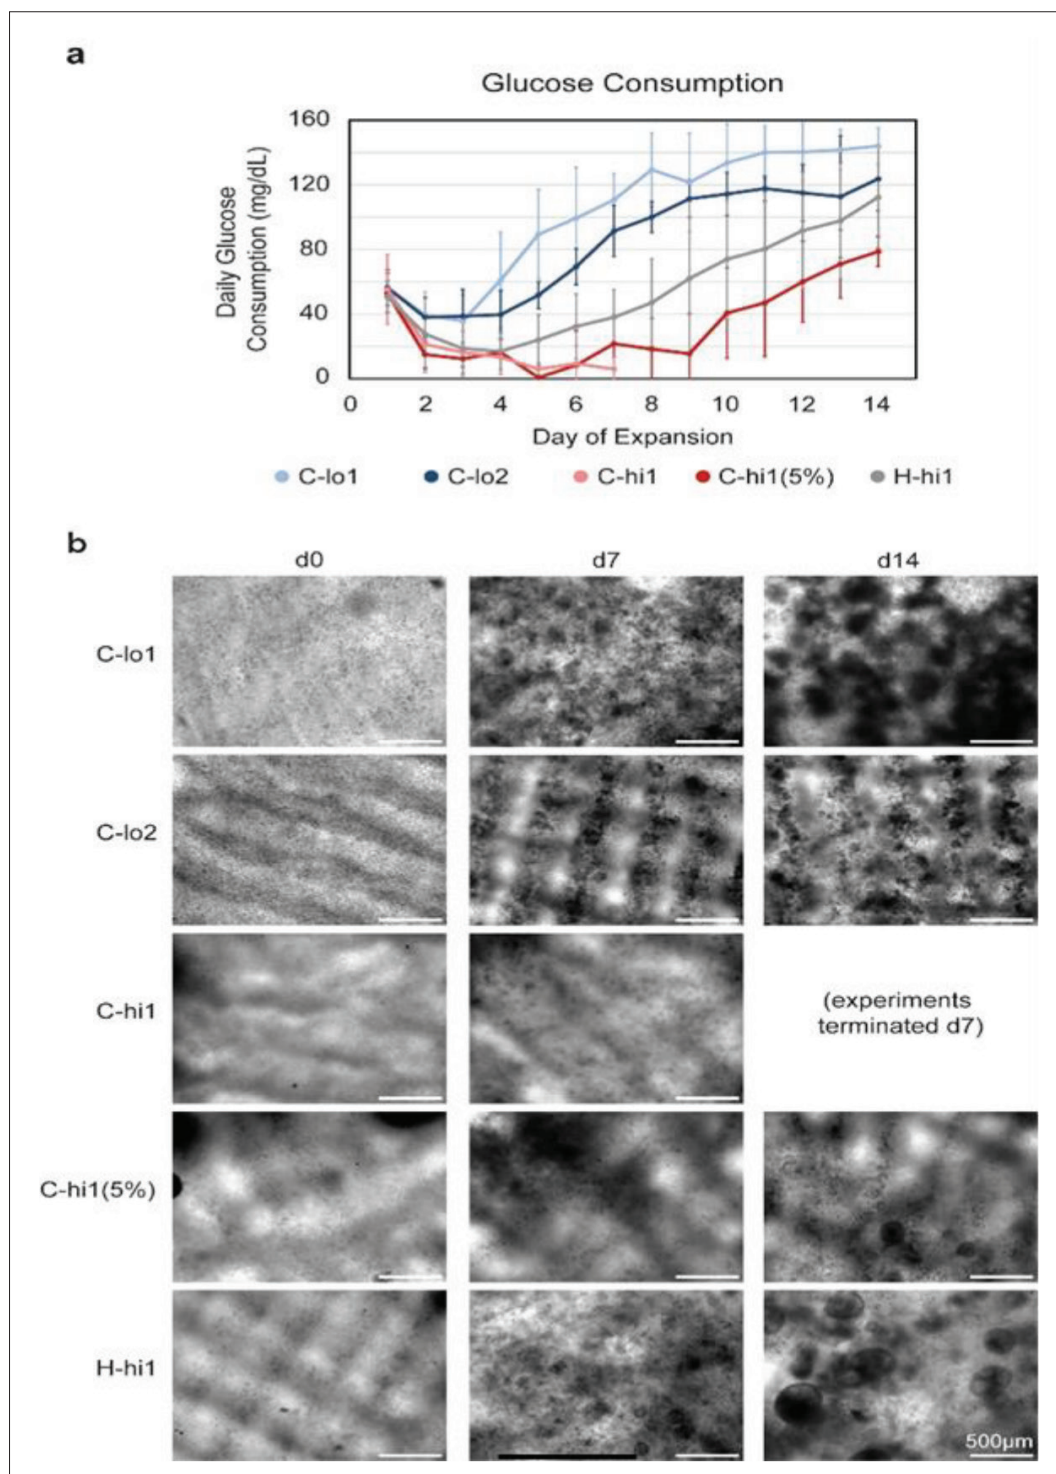 a
Glucose Consumption
Daily Glucose
Consumption (mg/dL)
160
120
80
40
0
0 2 4 6 8 10 12 14
Day of Expansion
C-lo1 C-lo2 C-hi1 C-hi1(5%) H-hi1
b
d0 d7 d14
C-lo1
C-lo2
C-hi1
(experiments
terminated d7)
C-hi1(5%)
H-hi1
500µm